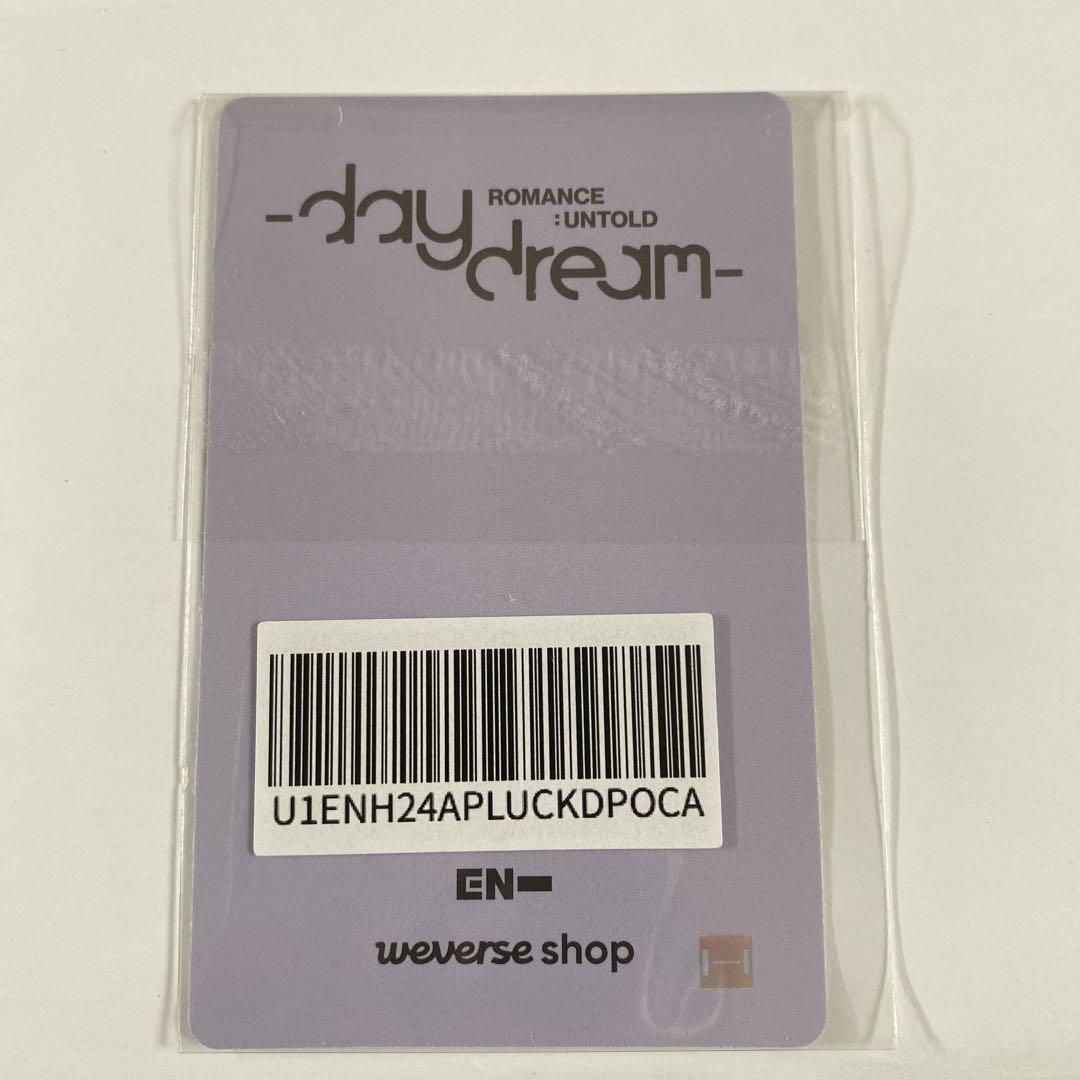 -day
ROMANCE
:UNTOLD
dream-
U1ENH24APLUCKDPOCA
EN-
weverse shop